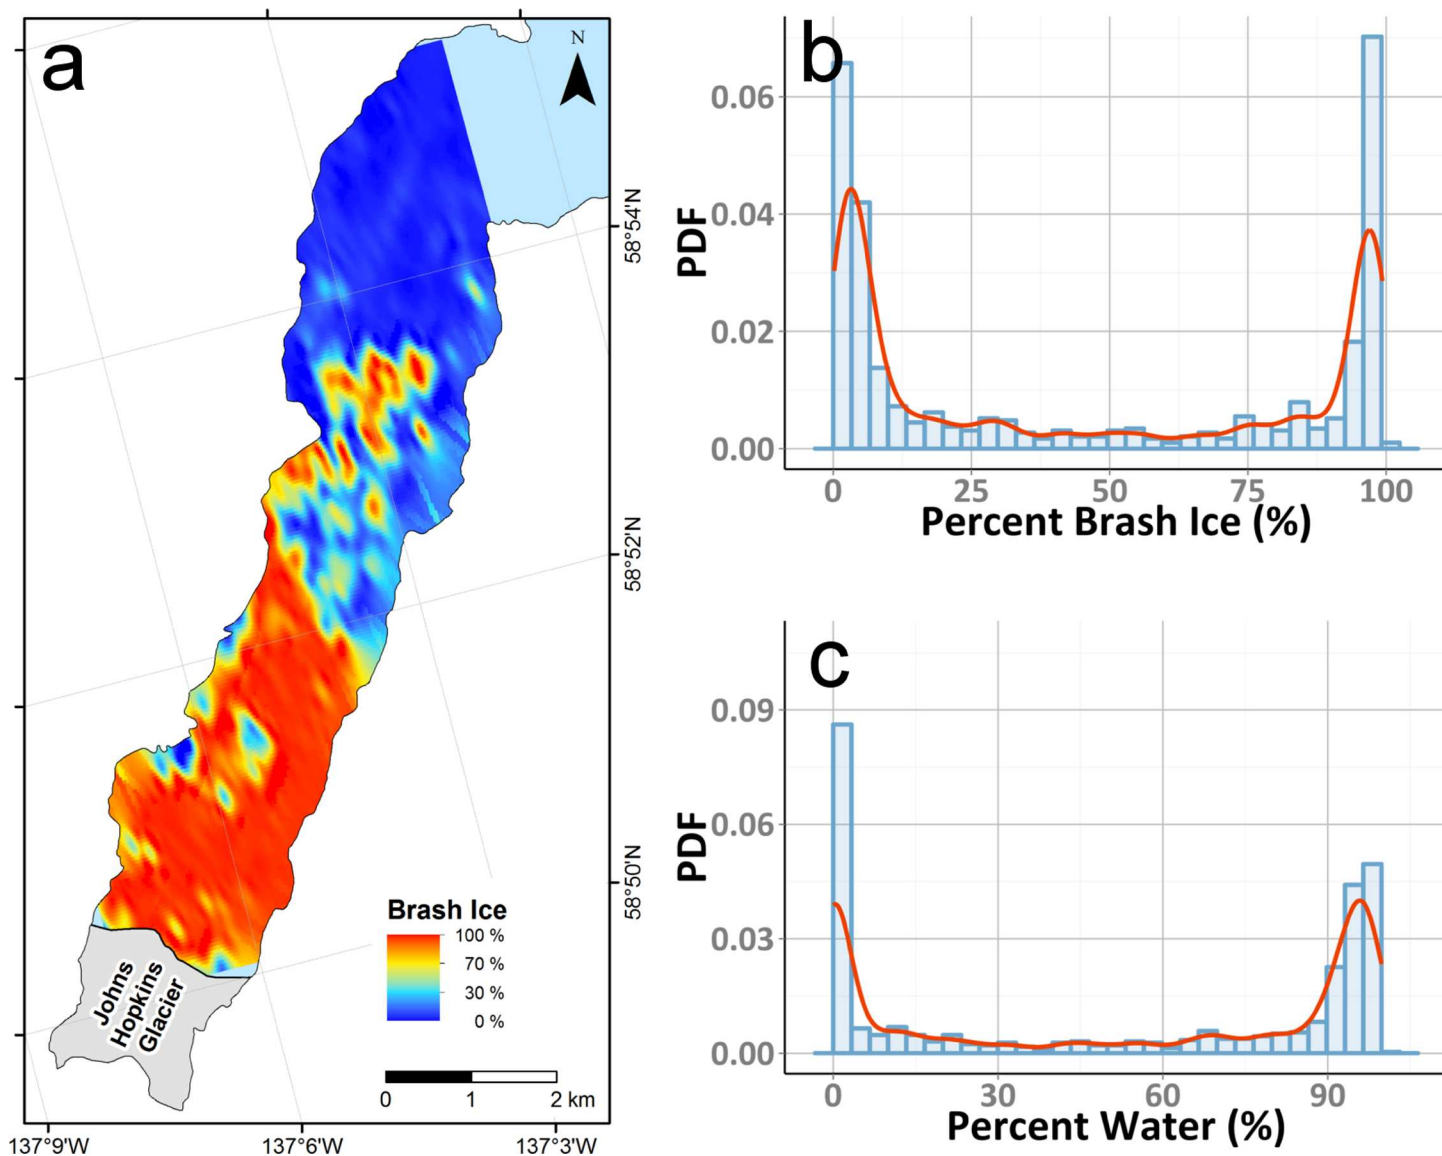 a
N
58°54'N
58°52'N
58°50'N
Brash Ice
100 %
70 %
30 %
0 %
Johns
Hopkins
Glacier
0 1 2 km
137°9'W 137°6'W 137°3'W
b
PDF
0.06
0.04
0.02
0.00
0 25 50 75 100
Percent Brash Ice (%)
c
PDF
0.09
0.06
0.03
0.00
0 30 60 90
Percent Water (%)